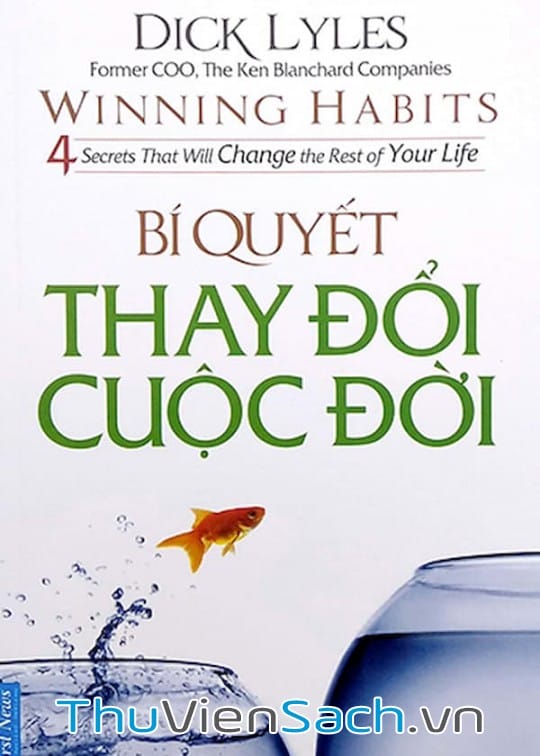 DICK LYLES
Former COO, The Ken Blanchard Companies
WINNING HABITS
4 Secrets That Will Change the Rest of Your Life
BÍ QUYẾT
THAY ĐỔI
CUỘC ĐỜI
ThuVienSach.vn